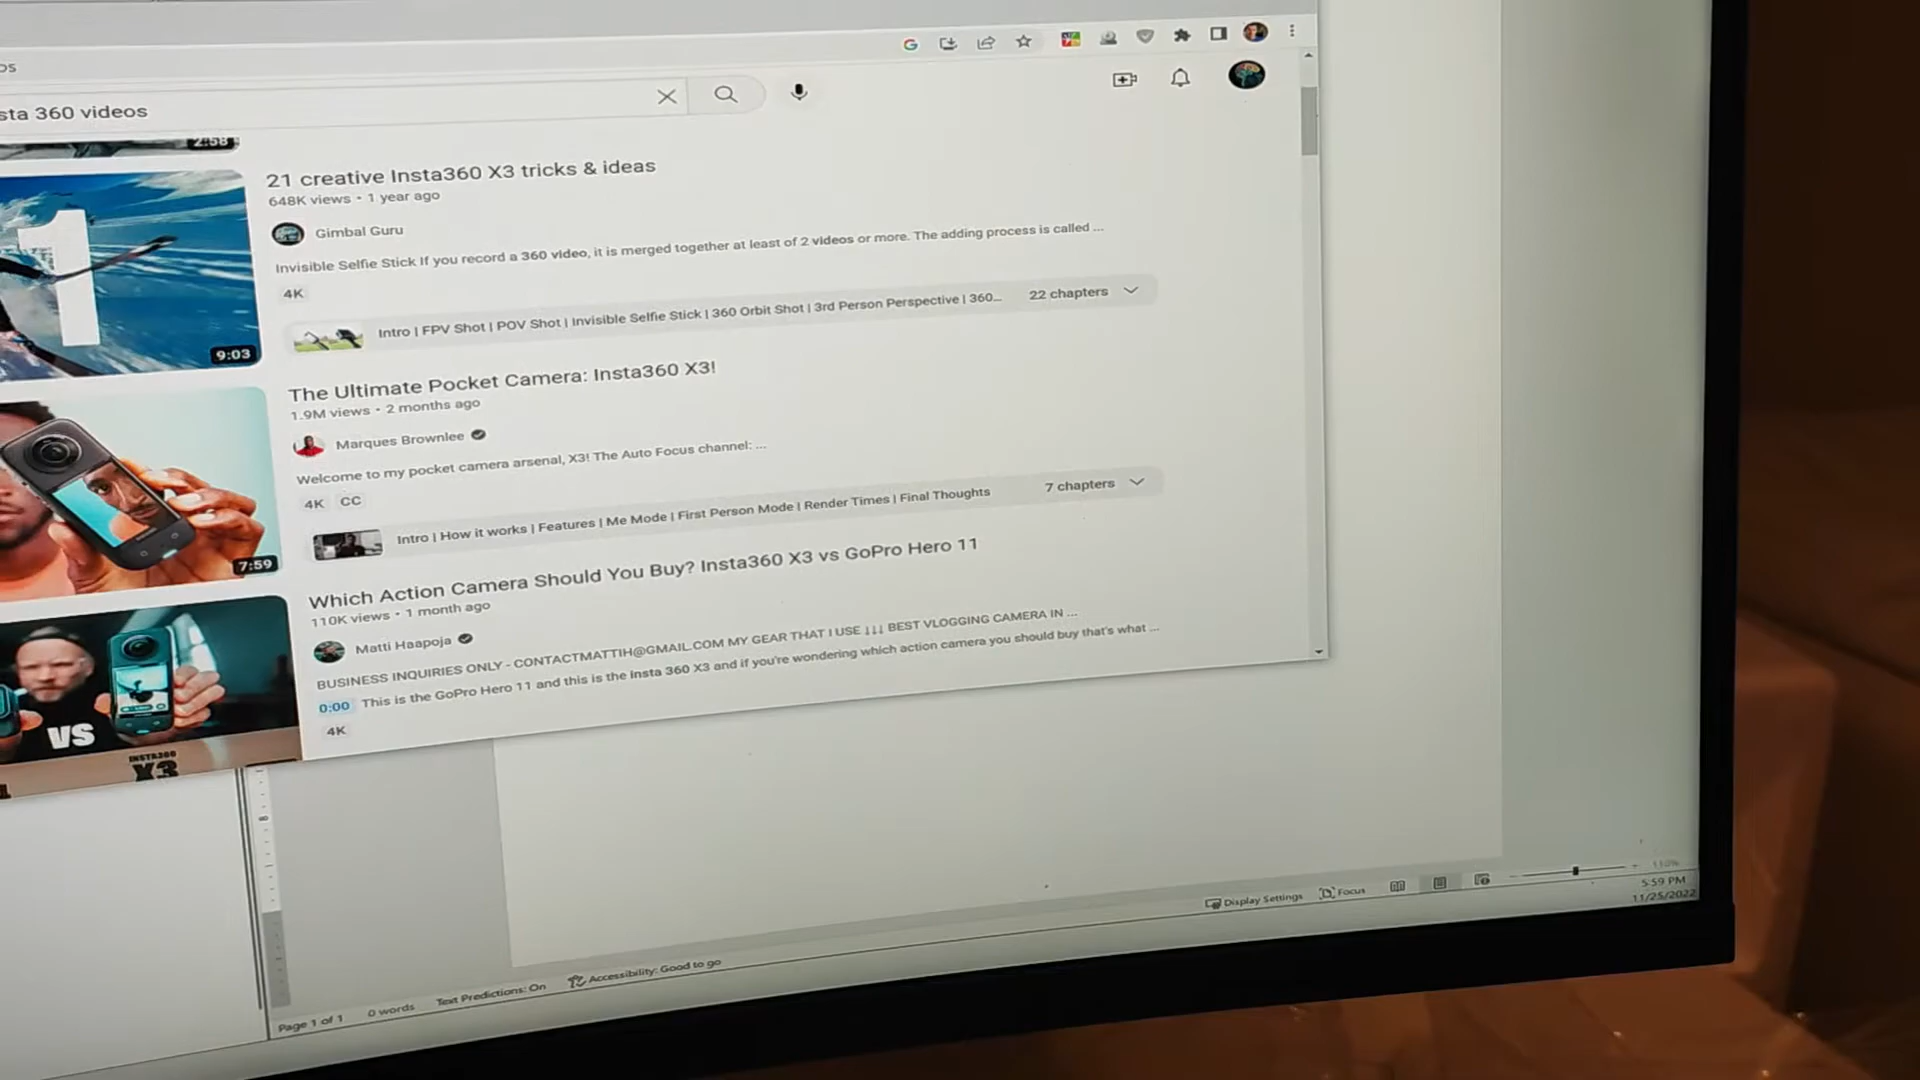 sta 360 videos
2:58
21 creative Insta360 X3 tricks & ideas
648K views • 1 year ago
Gimbal Guru
Invisible Selfie Stick If you record a 360 video, it is merged together at least of 2 videos or more. The adding process is called ...
4K
Intro | FPV Shot | POV Shot | Invisible Selfie Stick | 360 Orbit Shot | 3rd Person Perspective | 360...
22 chapters
1
9:03
The Ultimate Pocket Camera: Insta360 X3!
1.9M views • 2 months ago
Marques Brownlee
Welcome to my pocket camera arsenal, X3! The Auto Focus channel: ...
4K CC
Intro | How it works | Features | Me Mode | First Person Mode | Render Times | Final Thoughts
7 chapters
7:59
Which Action Camera Should You Buy? Insta360 X3 vs GoPro Hero 11
110K views • 1 month ago
Matti Haapoja
BUSINESS INQUIRIES ONLY - CONTACTMATTIH@GMAIL.COM MY GEAR THAT I USE ↓↓↓ BEST VLOGGING CAMERA IN ...
0:00 This is the GoPro Hero 11 and this is the Insta 360 X3 and if you're wondering which action camera you should buy that's what ...
4K
VS
INSTA360
X3
Page 1 of 1
0 words
Text Predictions: On
Accessibility: Good to go
Display Settings
Focus
5:59 PM
11/25/2022